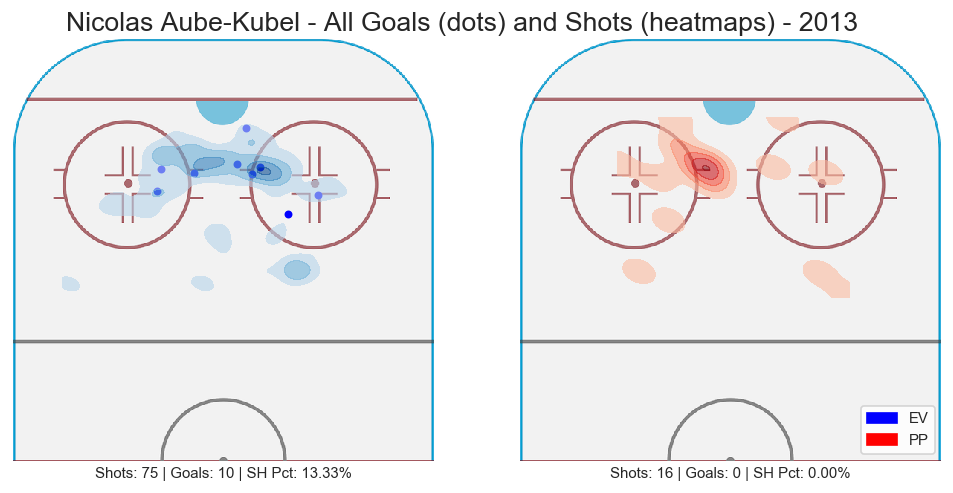 Nicolas Aube-Kubel - All Goals (dots) and Shots (heatmaps) - 2013
EV
PP
Shots: 75 | Goals: 10 | SH Pct: 13.33%
Shots: 16 | Goals: 0 | SH Pct: 0.00%